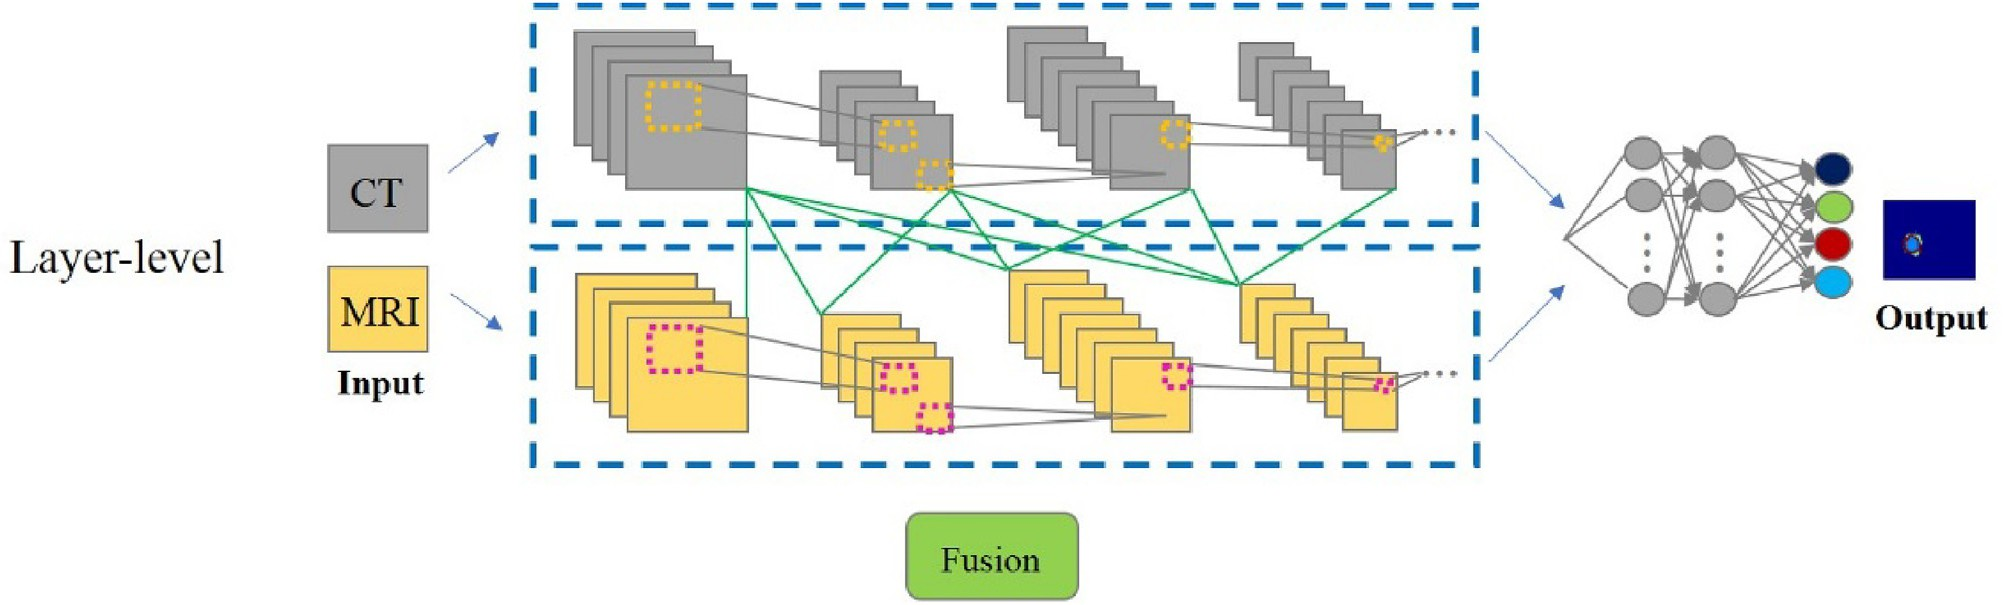 Layer-level
CT
MRI
Input
Fusion
Output